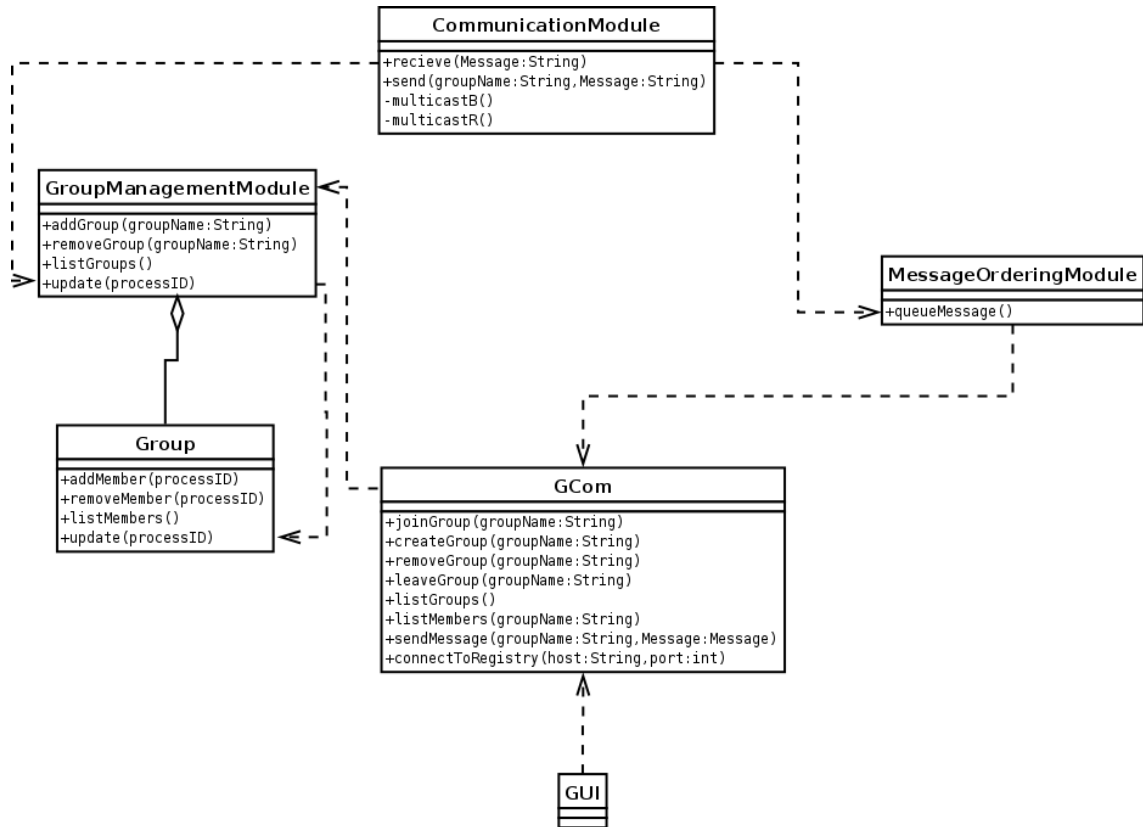 CommunicationModule
+recieve(Message:String)
+send(groupName:String,Message:String)
-multicastB()
-multicastR()
GroupManagementModule
+addGroup(groupName:String)
+removeGroup(groupName:String)
+listGroups()
+update(processID)
MessageOrderingModule
+queueMessage()
Group
+addMember(processID)
+removeMember(processID)
+listMembers()
+update(processID)
GCom
+joinGroup(groupName:String)
+createGroup(groupName:String)
+removeGroup(groupName:String)
+leaveGroup(groupName:String)
+listGroups()
+listMembers(groupName:String)
+sendMessage(groupName:String,Message:Message)
+connectToRegistry(host:String,port:int)
GUI